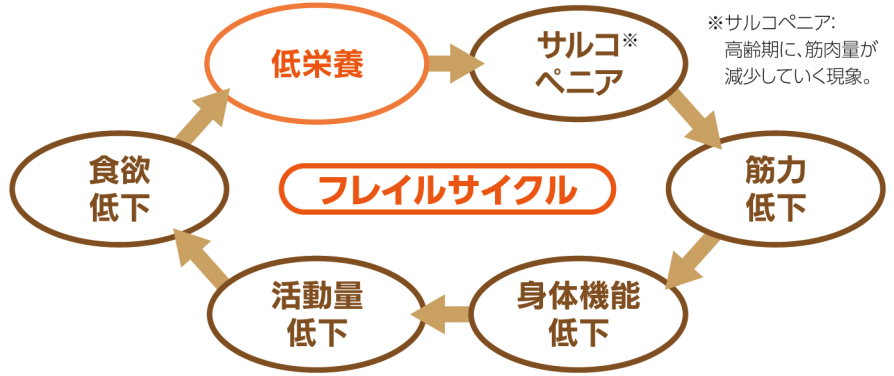 低栄養
サルコ※
ペニア
※サルコペニア:
高齢期に、筋肉量が
減少していく現象。
筋力
低下
身体機能
低下
活動量
低下
食欲
低下
フレイルサイクル